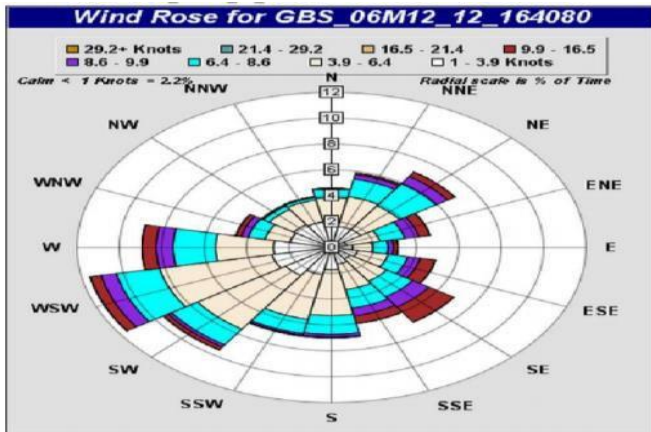 Wind Rose for GBS_06M12_12_164080
29.2+ Knots 21.4 - 29.2 16.5 - 21.4 9.9 - 16.5
8.6 - 9.9 6.4 - 8.6 3.9 - 6.4 1 - 3.9 Knots
Calm < 1 Knots = 2.2% N Radial scale is % of Time
NNW 12 NNE
10
NW NE
8
6
WNW ENE
4
2
W 0 E
WSW ESE
SW SE
SSW SSE
S